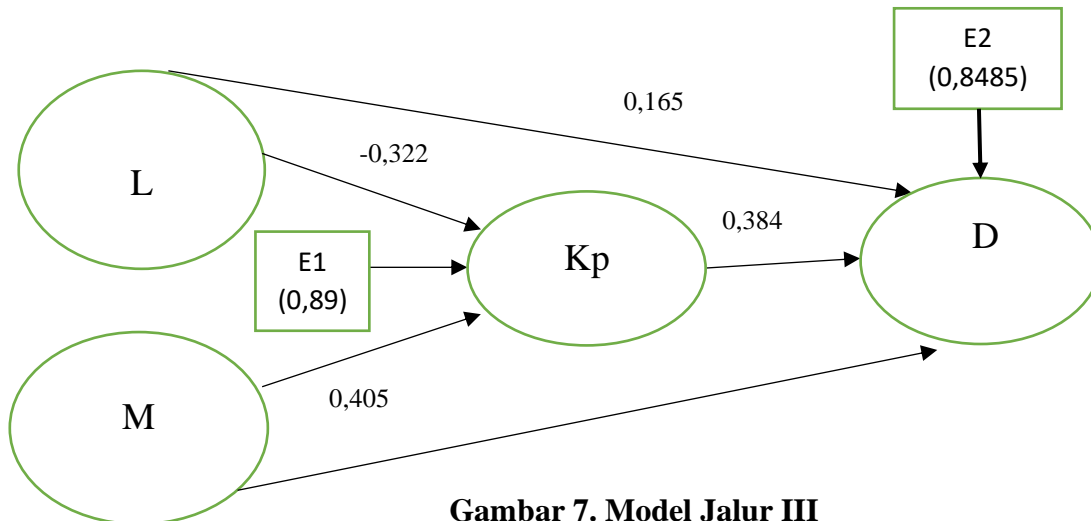 E2
(0,8485)
0,165
-0,322
L
0,384
D
Kp
E1
(0,89)
0,405
M
Gambar 7. Model Jalur III